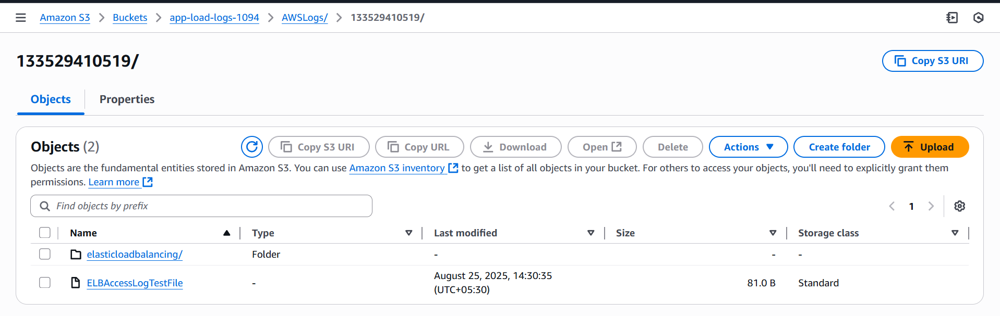 Amazon S3 > Buckets > app-load-logs-1094 > AWSLogs/ > 133529410519/
133529410519/
Copy S3 URI
Objects Properties
Objects (2)
Copy S3 URI Copy URL Download Open Delete Actions Create folder Upload
Objects are the fundamental entities stored in Amazon S3. You can use Amazon S3 inventory to get a list of all objects in your bucket. For others to access your objects, you'll need to explicitly grant them
permissions. Learn more
Find objects by prefix
1
Name Type Last modified Size Storage class
elasticloadbalancing/ Folder - - -
ELBAccessLogTestFile - August 25, 2025, 14:30:35 (UTC+05:30) 81.0 B Standard